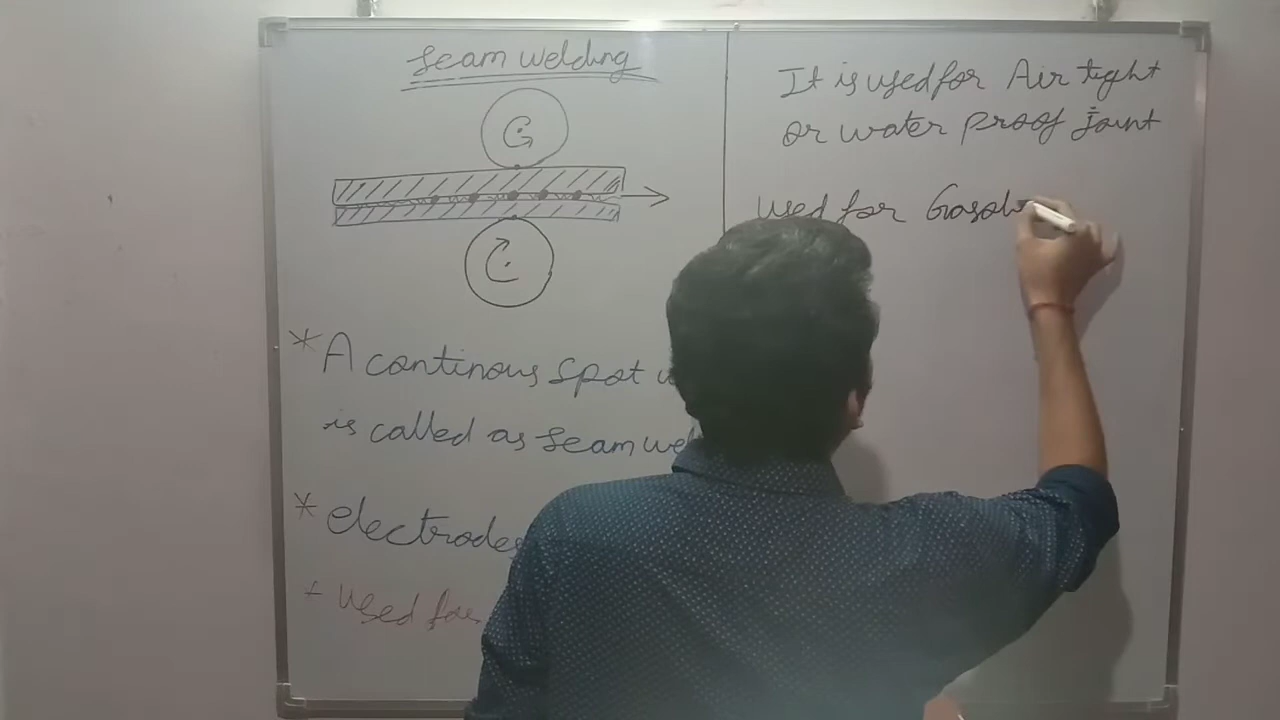 Seam welding
* A continous spot
is called as seam wel
* electrodes
* Used for
It is used for Air tight
or water proof joint
Used for Gasol